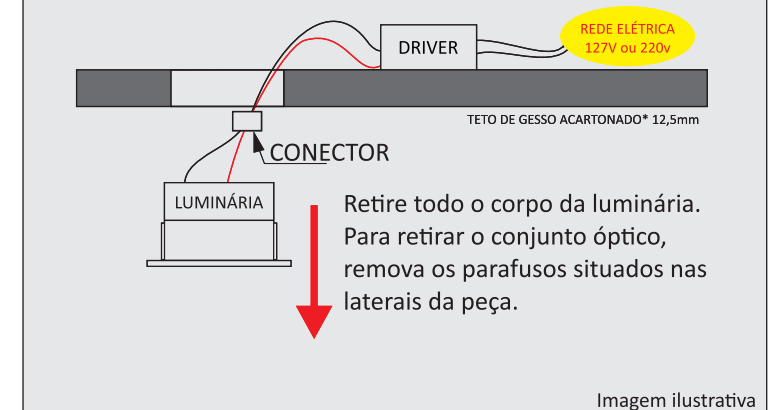 REDE ELÉTRICA
127V ou 220v
DRIVER
TETO DE GESSO ACARTONADO* 12,5mm
CONECTOR
LUMINÁRIA
Retire todo o corpo da luminária.
Para retirar o conjunto óptico,
remova os parafusos situados nas
laterais da peça.
Imagem ilustrativa